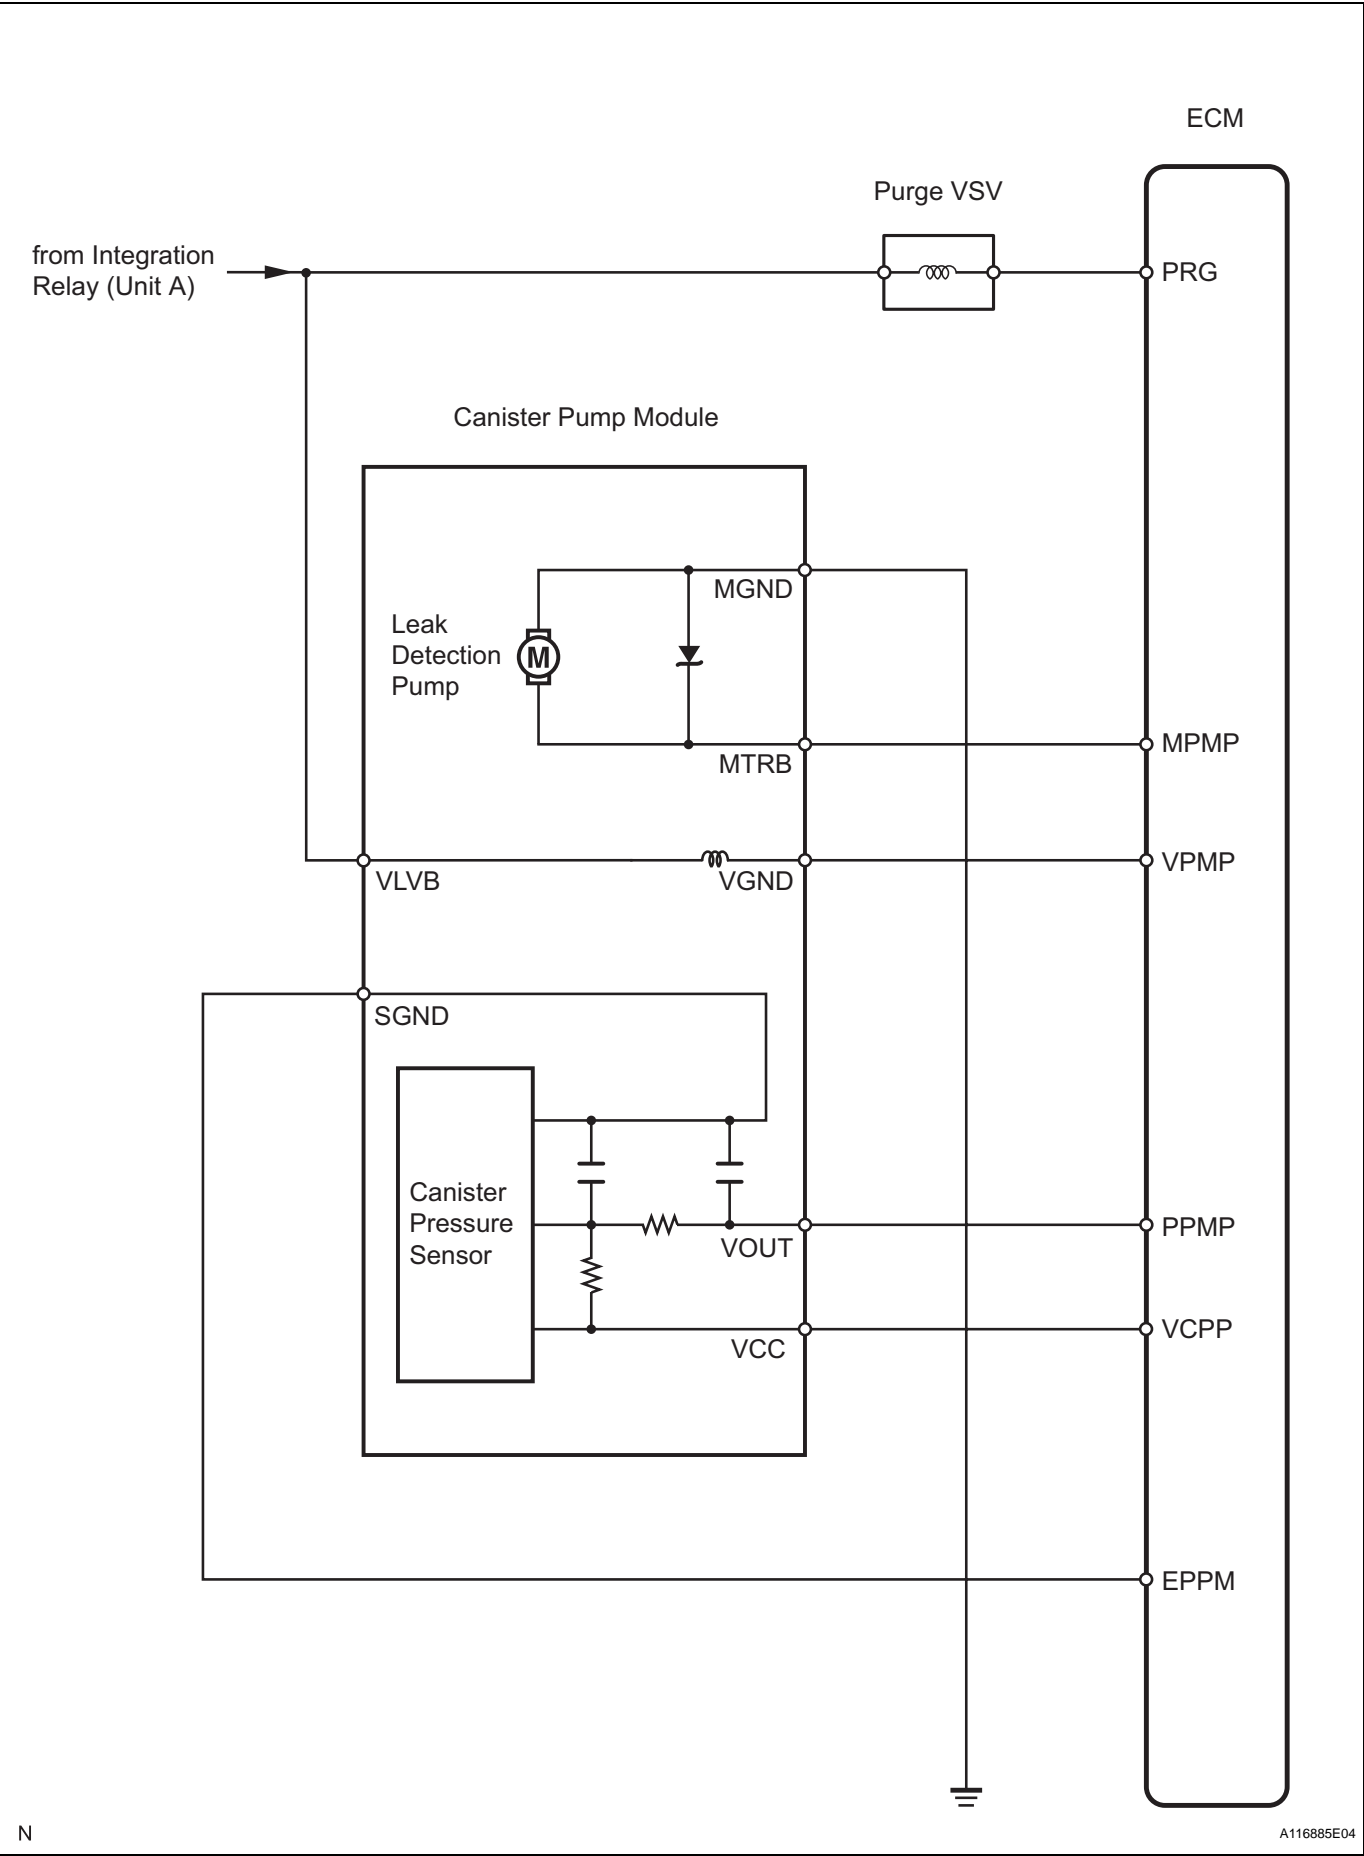 ECM
Purge VSV
from Integration
Relay (Unit A)
PRG
Canister Pump Module
MGND
Leak
Detection
Pump
M
MTRB
MPMP
VLVB
VGND
VPMP
SGND
Canister
Pressure
Sensor
VOUT
PPMP
VCC
VCPP
EPPM
N
A116885E04